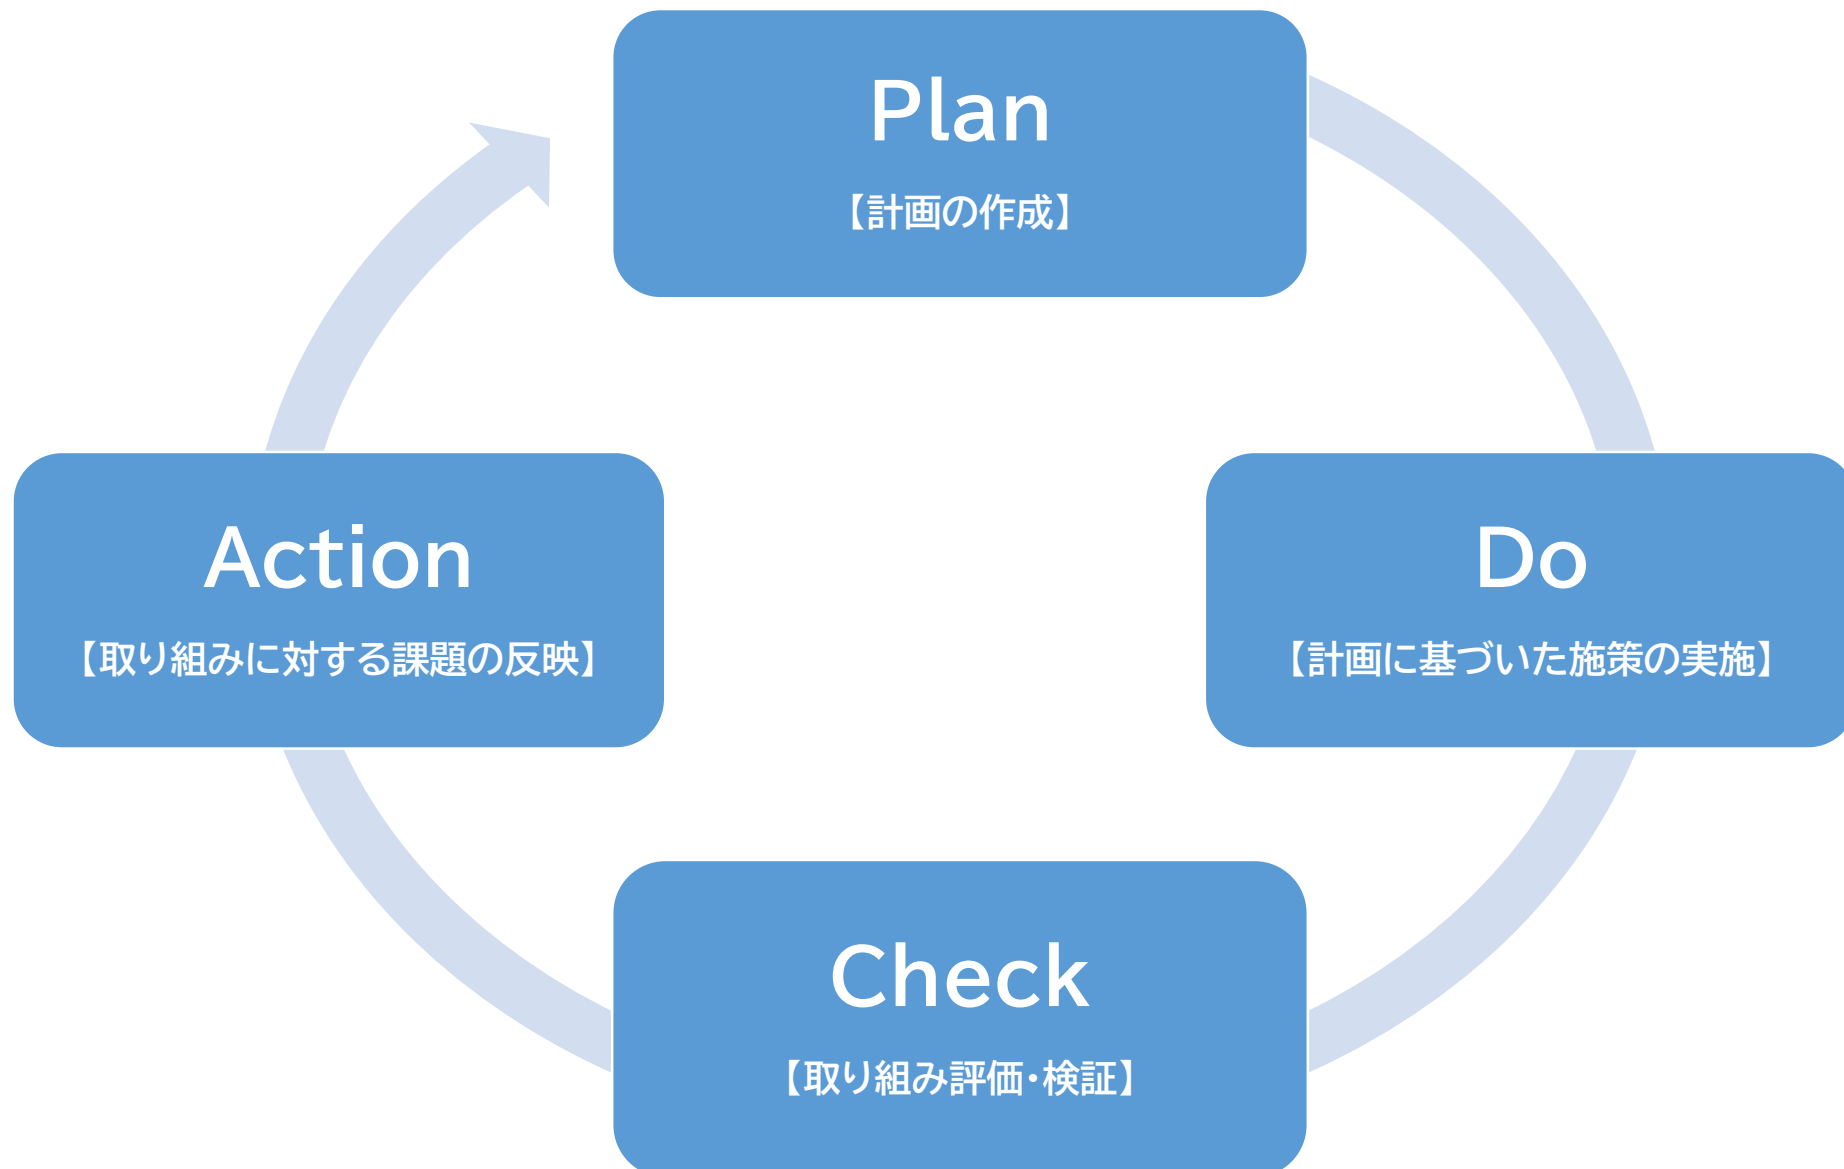 Plan
【計画の作成】
Action
【取り組みに対する課題の反映】
Do
【計画に基づいた施策の実施】
Check
【取り組み評価・検証】